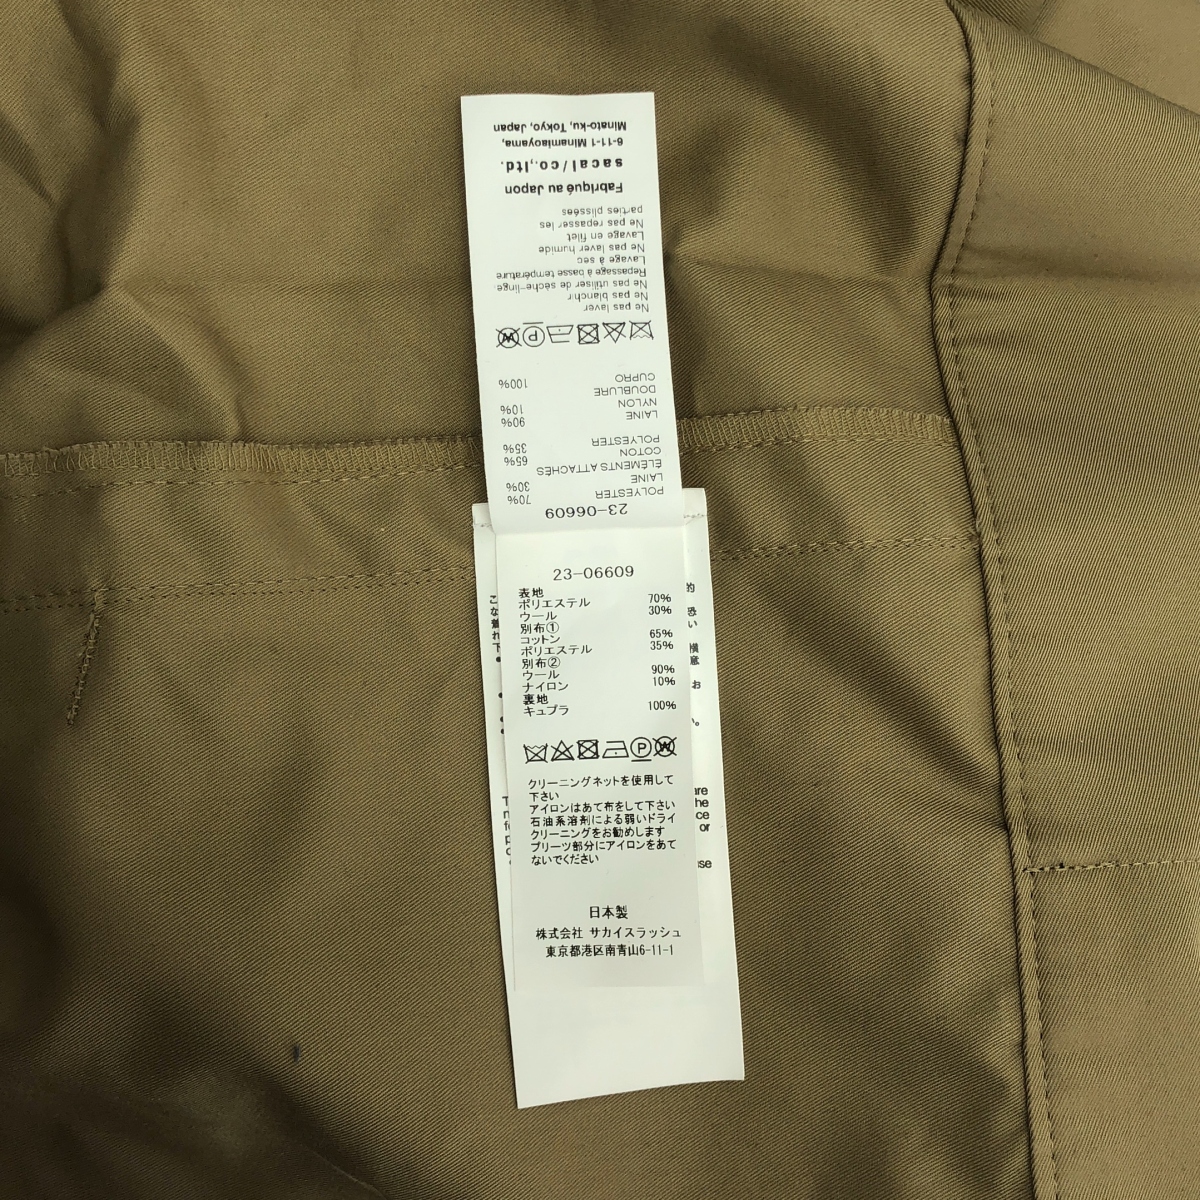 Minato-ku, Tokyo, Japan
6-11-1 Minamiaoyama,
sacai/co.,ltd.
Fabriqué au Japon
parties plissées
Ne pas repasser les
Lavage en filet
Ne pas laver humide
Lavage à sec
Repassage à basse température
Ne pas utiliser de sèche-linge.
Ne pas blanchir
Ne pas laver
CUPRO 100%
DOUBLURE
NYLON 10%
LAINE 90%
POLYESTER 35%
COTON 65%
ÉLÉMENTS ATTACHÉS
LAINE 30%
POLYESTER 70%
23-06609
23-06609
表地
ポリエステル 70%
ウール 30%
別布①
コットン 65%
ポリエステル 35%
別布②
ウール 90%
ナイロン 10%
裏地
キュプラ 100%
クリーニングネットを使用して
下さい
アイロンはあて布をして下さい
石油系溶剤による弱いドライ
クリーニングをお勧めします
プリーツ部分にアイロンをあて
ないでください
日本製
株式会社 サカイスラッシュ
東京都港区南青山6-11-1